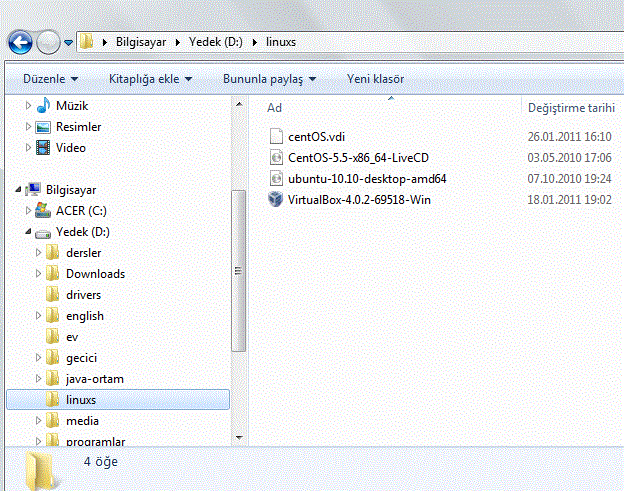 Bilgisayar Yedek (D:) linuxs
Düzenle Kitaplığa ekle Bununla paylaş Yeni klasör
Müzik
Resimler
Video
Bilgisayar
ACER (C:)
Yedek (D:)
dersler
Downloads
drivers
english
ev
gecici
java-ortam
linuxs
media
programlar
Ad Değiştirme tarihi
centOS.vdi 26.01.2011 16:10
CentOS-5.5-x86_64-LiveCD 03.05.2010 17:06
ubuntu-10.10-desktop-amd64 07.10.2010 19:24
VirtualBox-4.0.2-69518-Win 18.01.2011 19:02
4 öğe